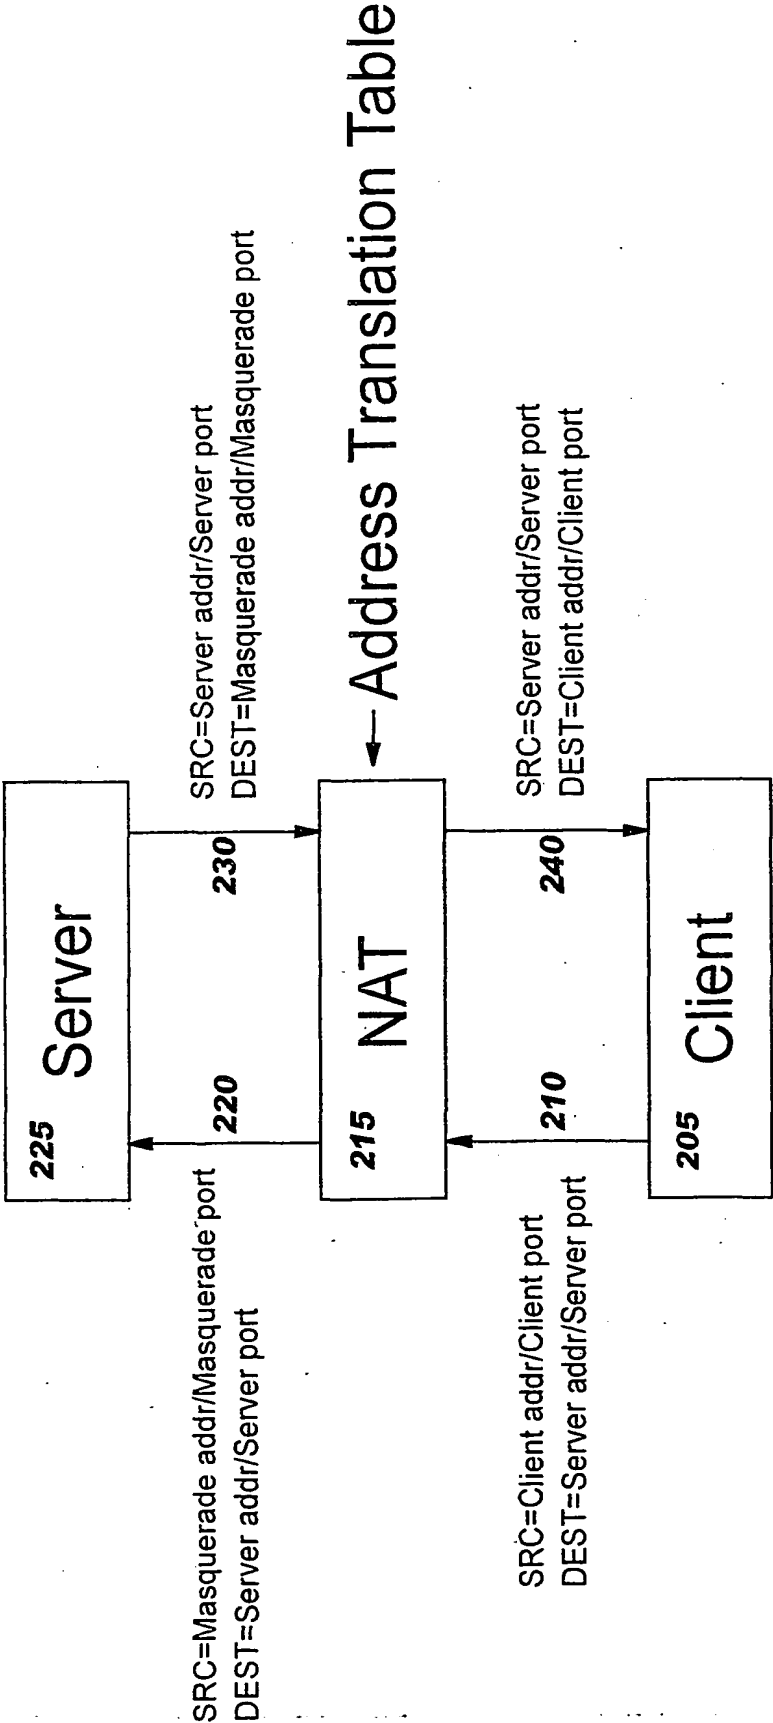 SRC=Masquerade addr/Masquerade port
DEST=Server addr/Server port
225
Server
220
230
SRC=Server addr/Server port
DEST=Masquerade addr/Masquerade port
215
NAT
Address Translation Table
SRC=Client addr/Client port
DEST=Server addr/Server port
210
240
SRC=Server addr/Server port
DEST=Client addr/Client port
205
Client